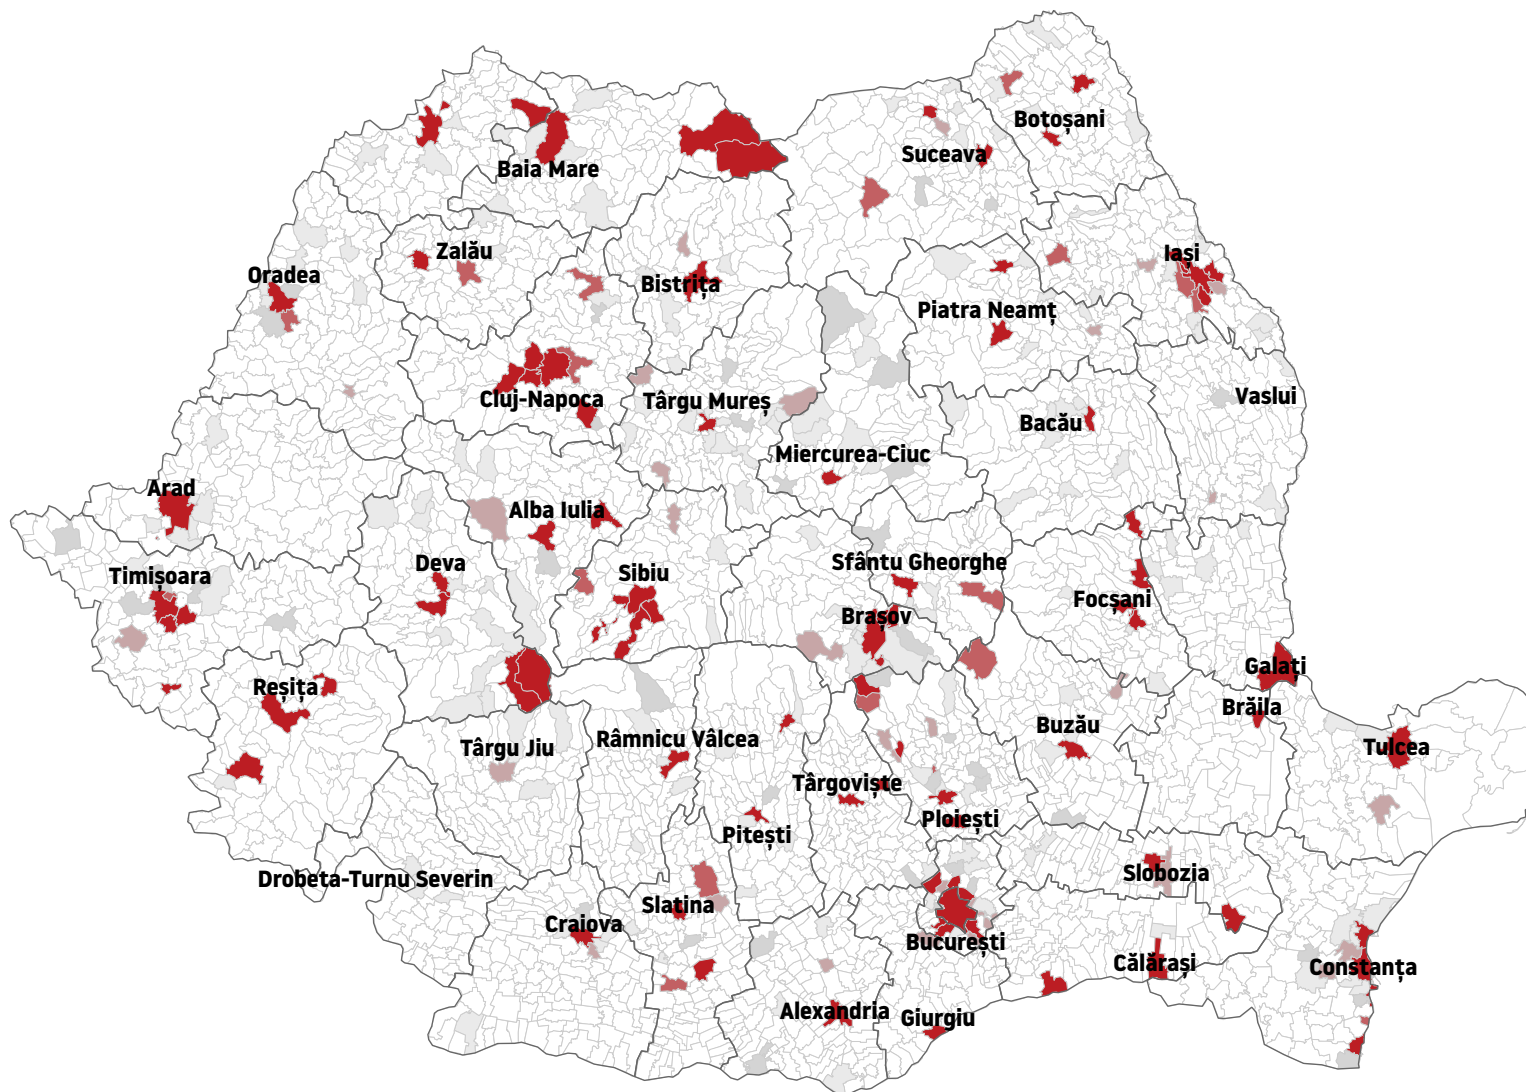 Botoșani
Suceava
Baia Mare
Zalău
Iași
Oradea
Bistrița
Piatra Neamț
Vaslui
Cluj-Napoca
Târgu Mureș
Bacău
Miercurea-Ciuc
Arad
Alba Iulia
Deva
Sfântu Gheorghe
Sibiu
Timișoara
Focșani
Brașov
Galați
Reșița
Brăila
Buzău
Râmnicu Vâlcea
Târgu Jiu
Tulcea
Târgoviște
Ploiești
Pitești
Slobozia
Drobeta-Turnu Severin
Slatina
Craiova
București
Călărași
Constanța
Alexandria
Giurgiu